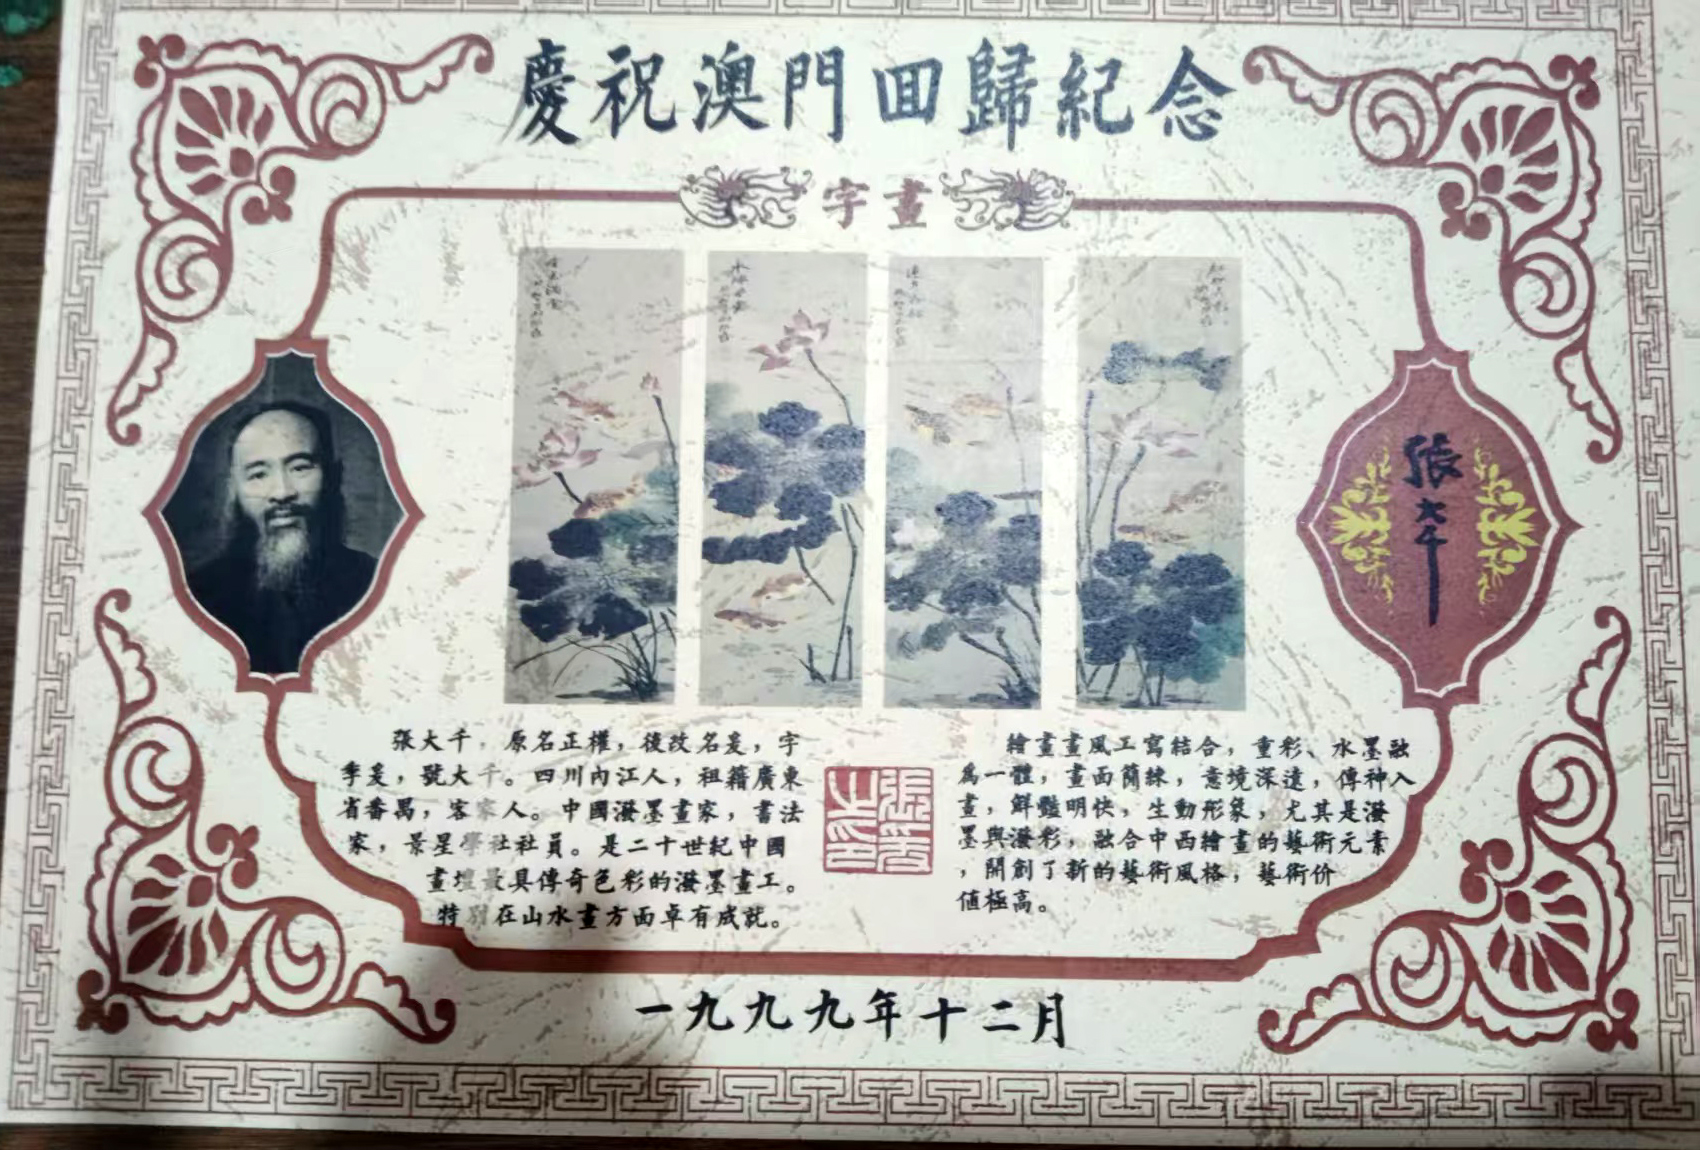 慶祝澳門回歸紀念
字畫
張大千
張大千,原名正權,後改名爰,字
季爰,號大千。四川內江人,祖籍廣東
省番禺,客家人。中國潑墨畫家,書法
家,景星學社社員。是二十世紀中國
畫壇最具傳奇色彩的潑墨畫工。
特別在山水畫方面卓有成就。
繪畫畫風工寫結合,重彩、水墨融
為一體,畫面簡練,意境深遠,傳神入
畫,鮮豔明快,生動形象,尤其是潑
墨與潑彩,融合中西繪畫的藝術元素
,開創了新的藝術風格,藝術价
值極高。
一九九九年十二月